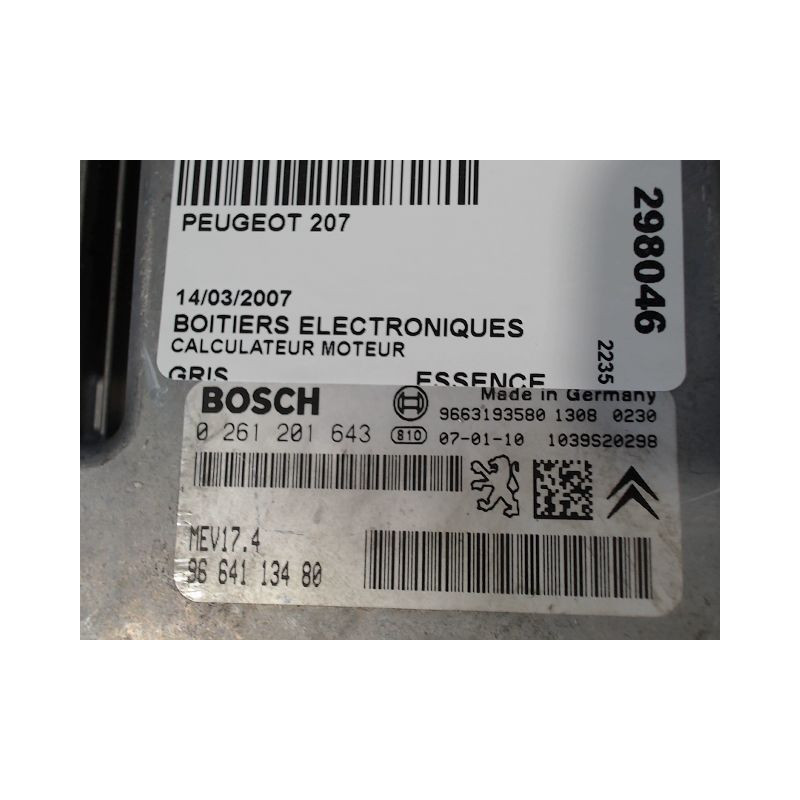 PEUGEOT 207
298046
14/03/2007
BOITIERS ELECTRONIQUES
CALCULATEUR MOTEUR
2235
GRIS ESSENCE
BOSCH Made in Germany
9663193580 1308 0230
0 261 201 643 810 07-01-10 1039S20298
MEV17.4
96 641 134 80